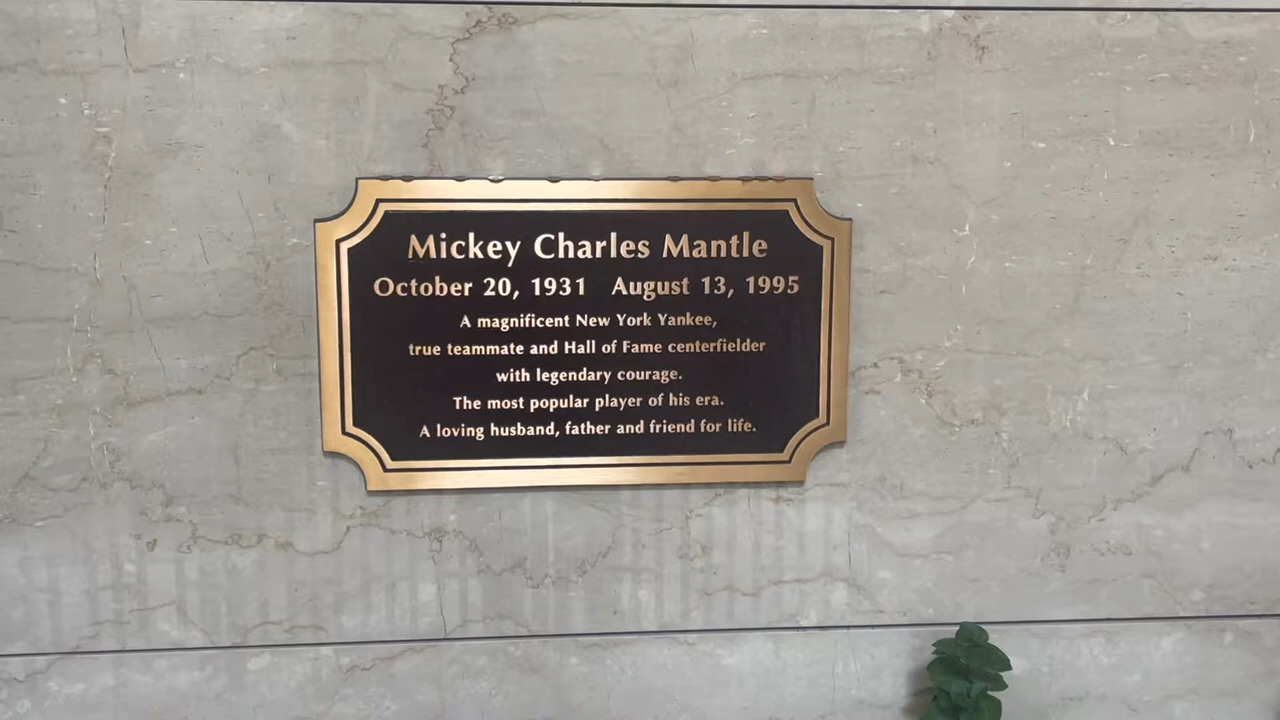 Mickey Charles Mantle
October 20, 1931 August 13, 1995
A magnificent New York Yankee,
true teammate and Hall of Fame centerfielder
with legendary courage.
The most popular player of his era.
A loving husband, father and friend for life.